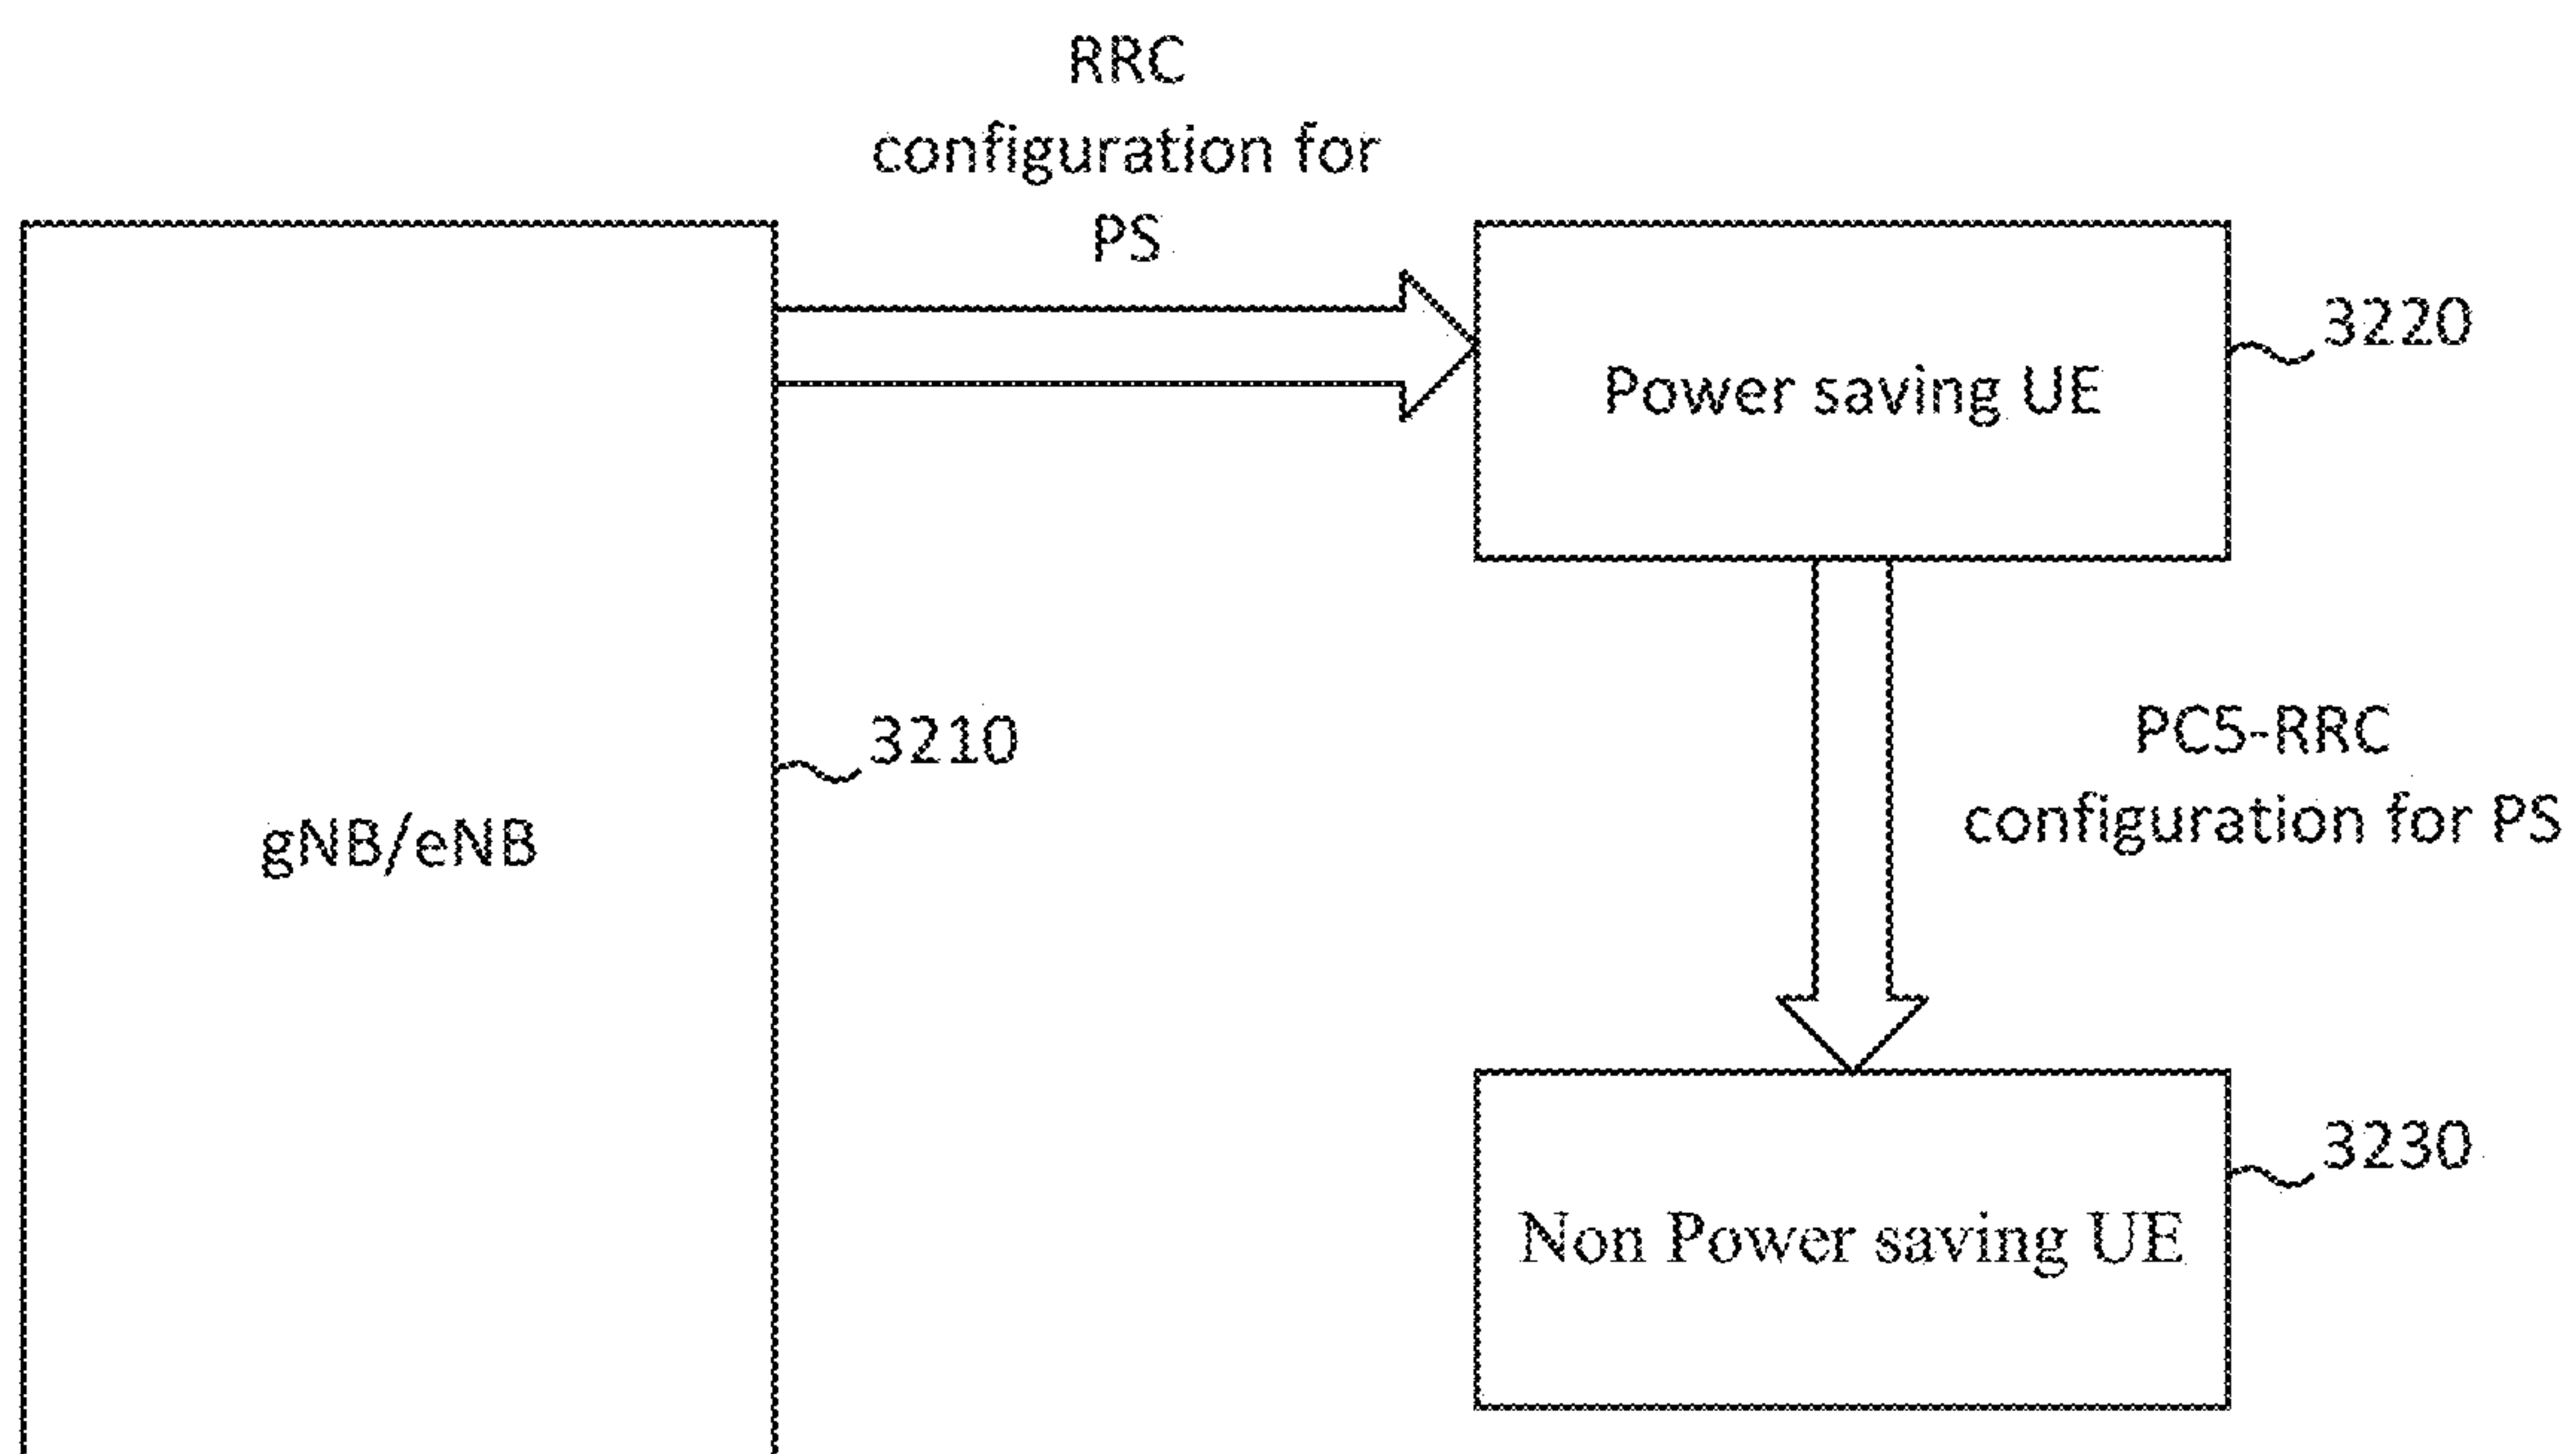 RRC
configuration for
PS
3220
Power saving UE
PC5-RRC
configuration for PS
3210
gNB/eNB
3230
Non Power saving UE